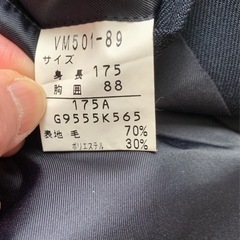 VM501-89
サイズ
身長 175
胸囲 88
175A
G9555K565
表地 毛 70%
ポリエステル 30%